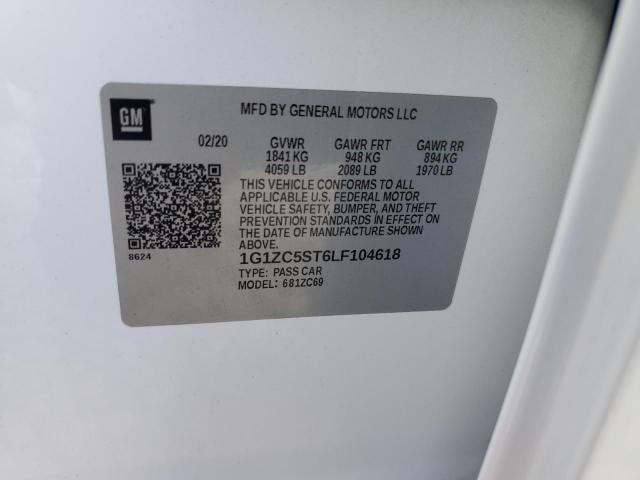 GM
MFD BY GENERAL MOTORS LLC
02/20 GVWR GAWR FRT GAWR RR
1841 KG 948 KG 894 KG
4059 LB 2089 LB 1970 LB
THIS VEHICLE CONFORMS TO ALL
APPLICABLE U.S. FEDERAL MOTOR
VEHICLE SAFETY, BUMPER, AND THEFT
PREVENTION STANDARDS IN EFFECT ON
THE DATE OF MANUFACTURE SHOWN
ABOVE.
8624
1G1ZC5ST6LF104618
TYPE: PASS CAR
MODEL: 681ZC69